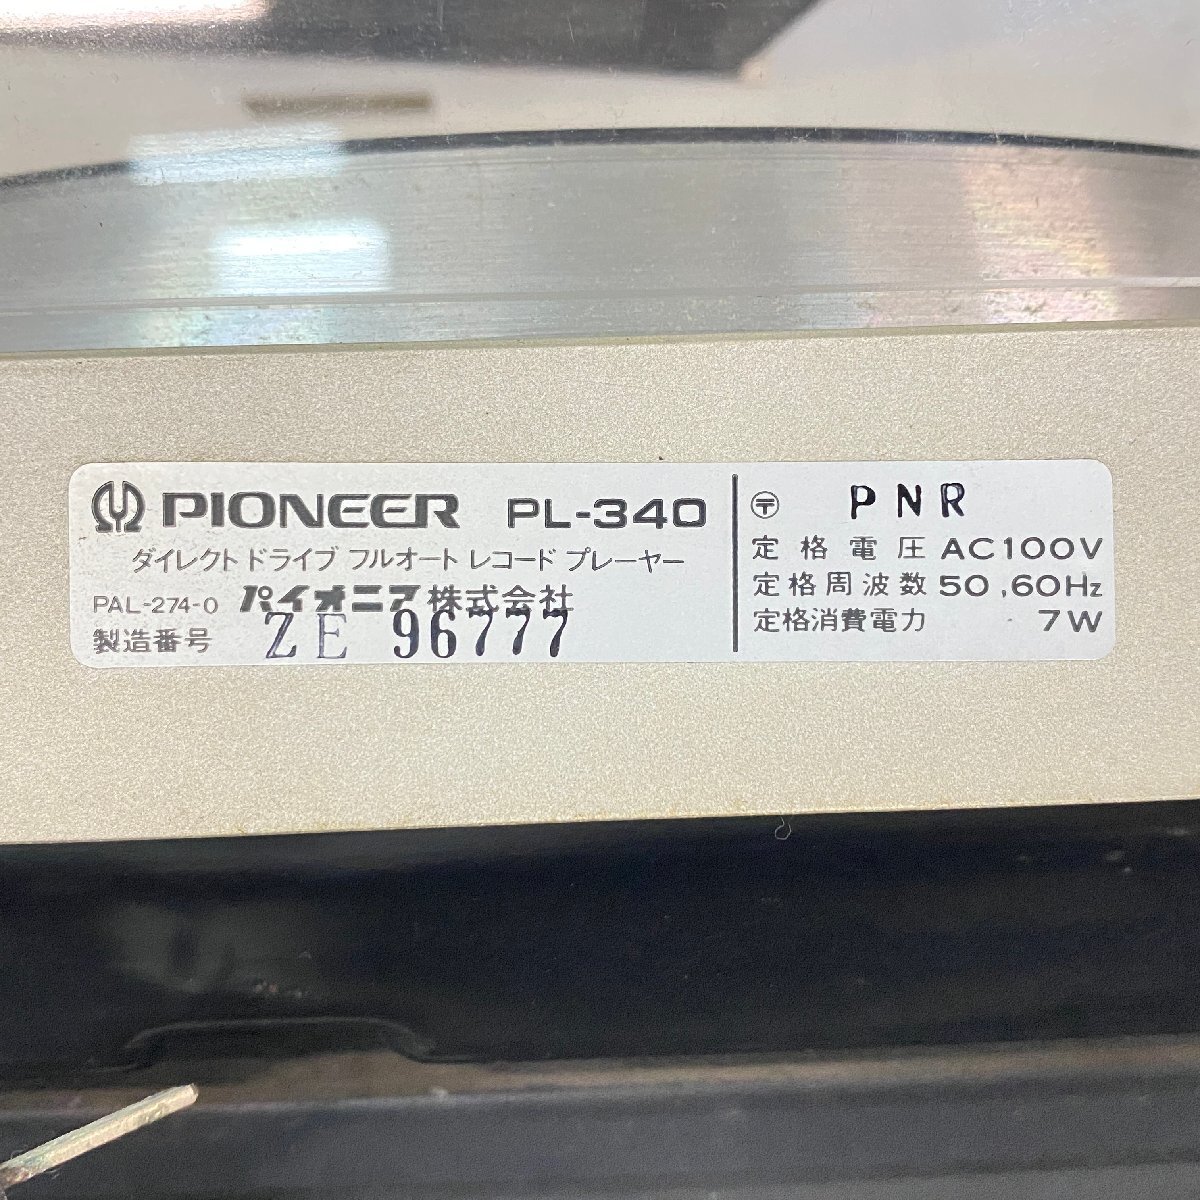 PIONEER PL-340
ダイレクト ドライブ フルオート レコード プレーヤー
PAL-274-0 パイオニア株式会社
製造番号 ZE 96777
〒 PNR
定格電圧 AC100V
定格周波数 50,60Hz
定格消費電力 7W